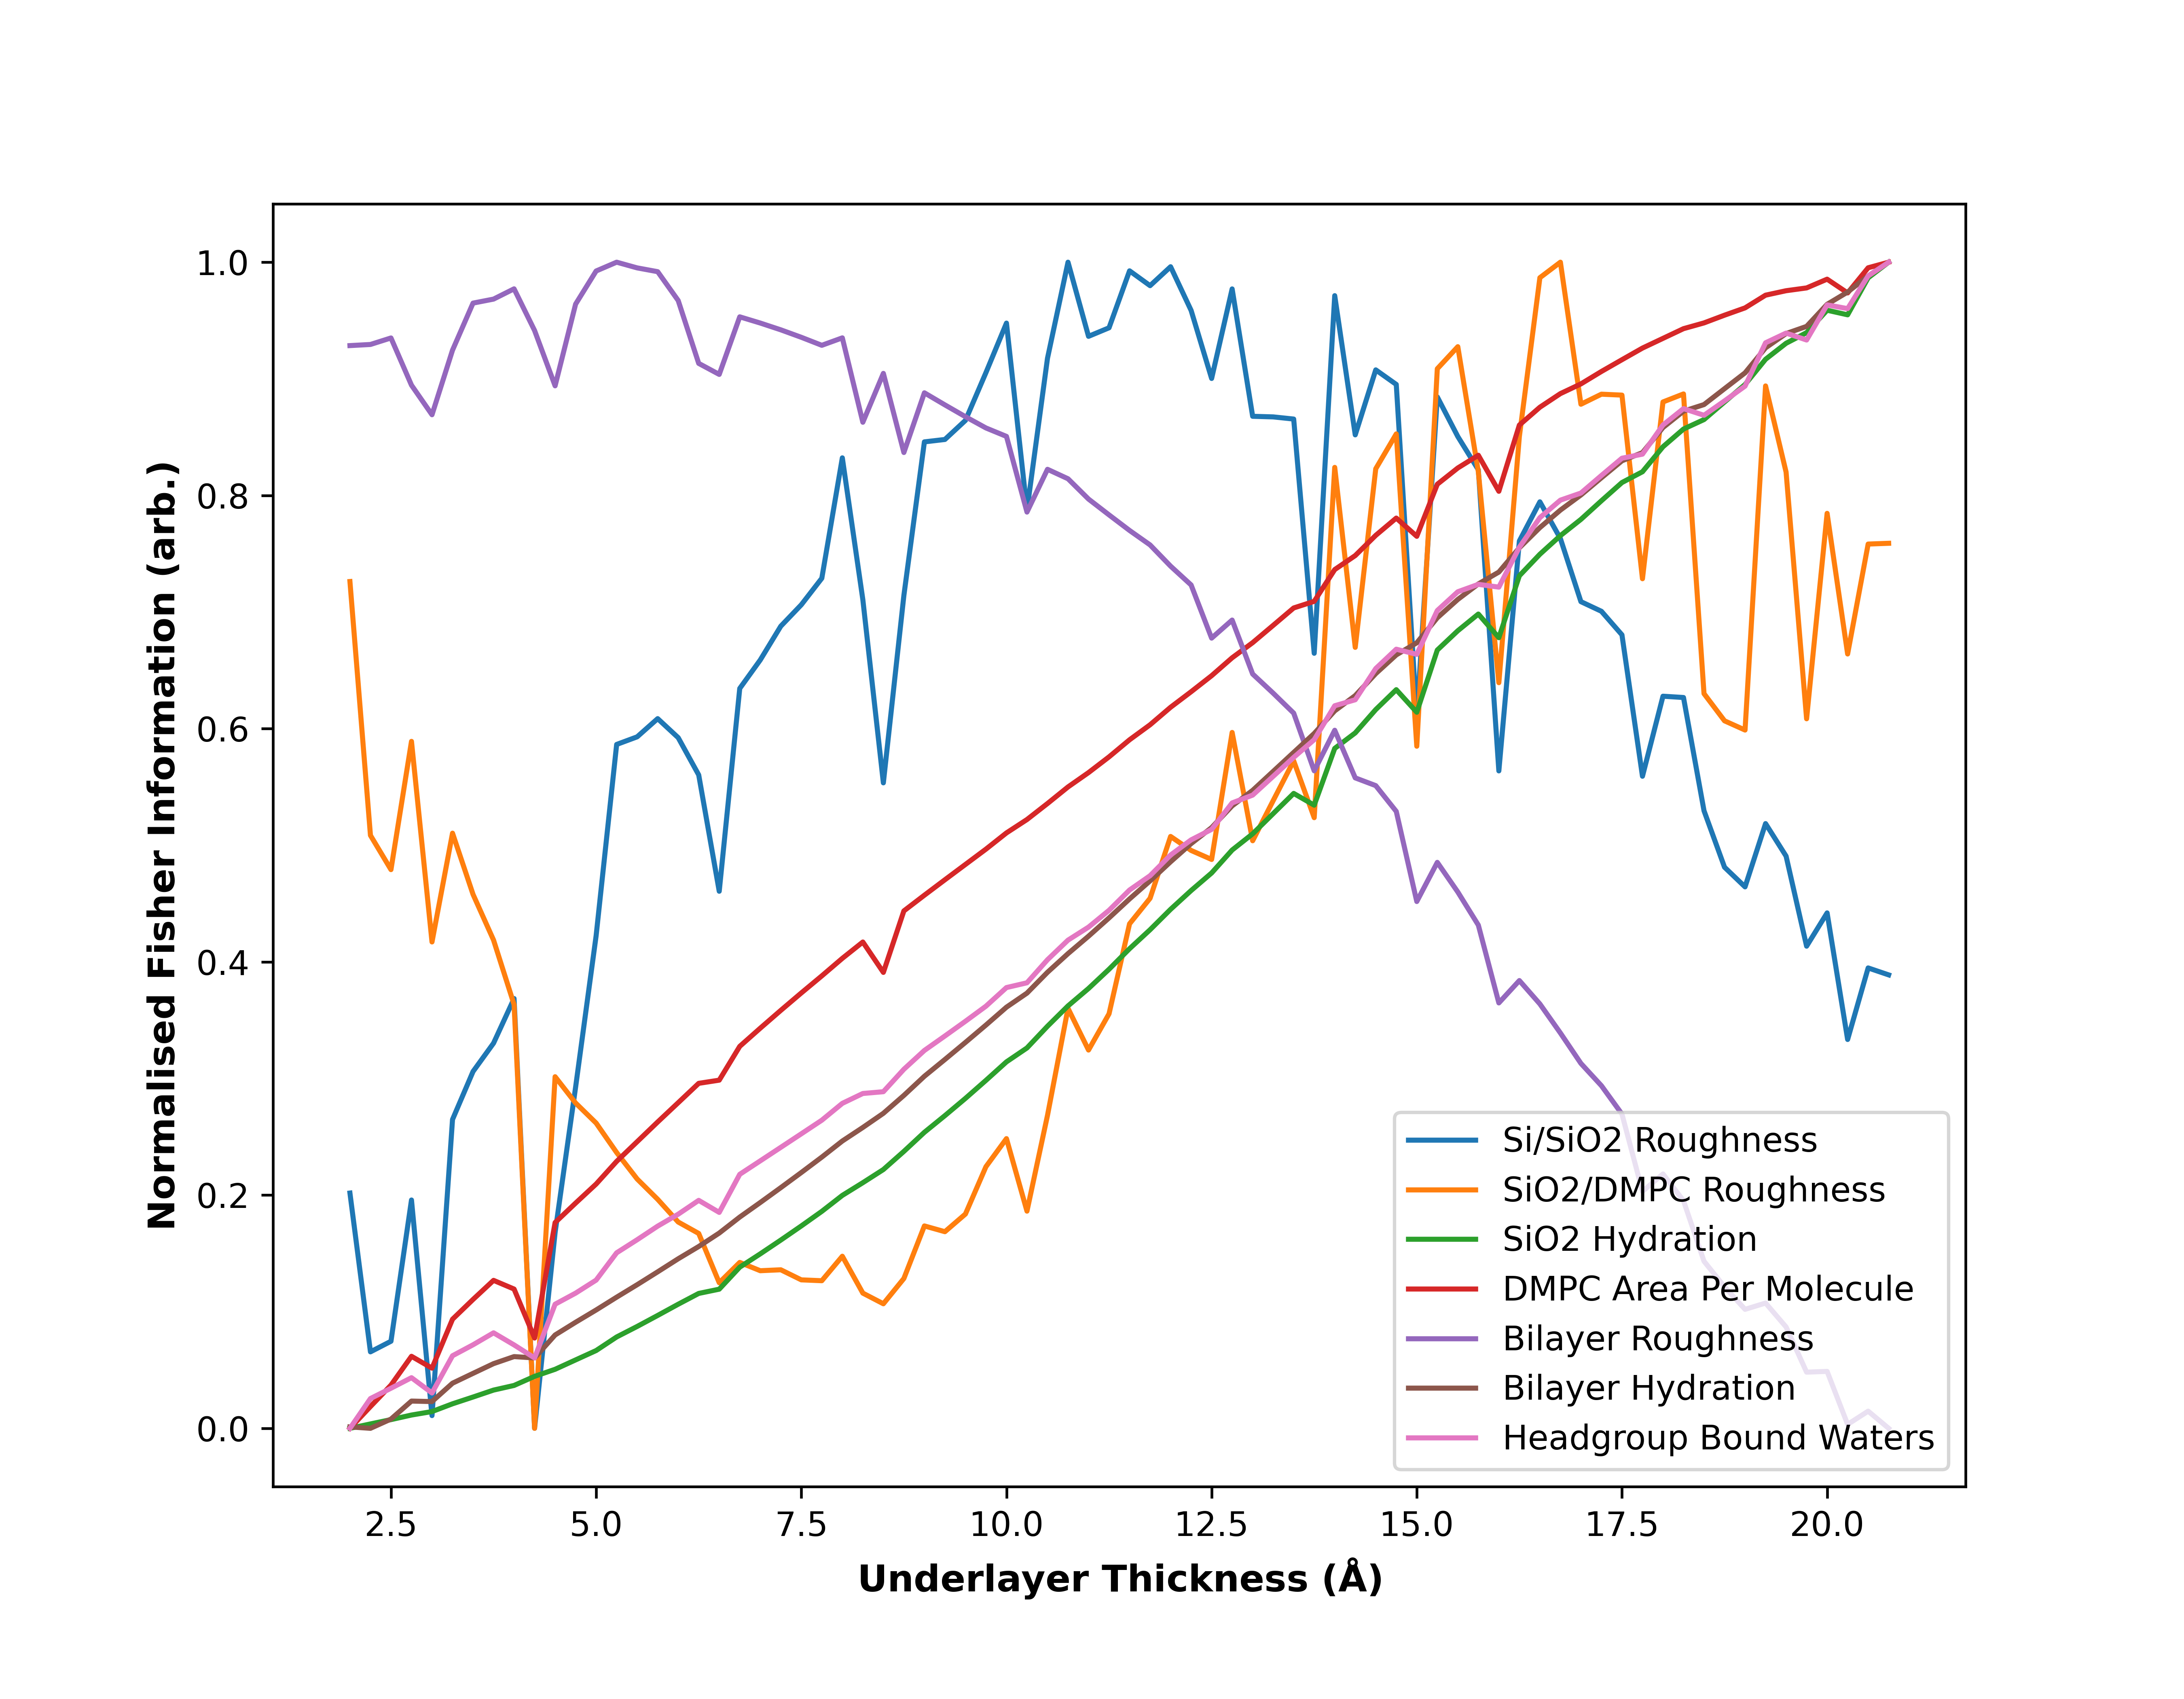 Normalised Fisher Information (arb.)
1.0
0.8
0.6
0.4
0.2
0.0
2.5 5.0 7.5 10.0 12.5 15.0 17.5 20.0
Underlayer Thickness (Å)
Si/SiO2 Roughness
SiO2/DMPC Roughness
SiO2 Hydration
DMPC Area Per Molecule
Bilayer Roughness
Bilayer Hydration
Headgroup Bound Waters